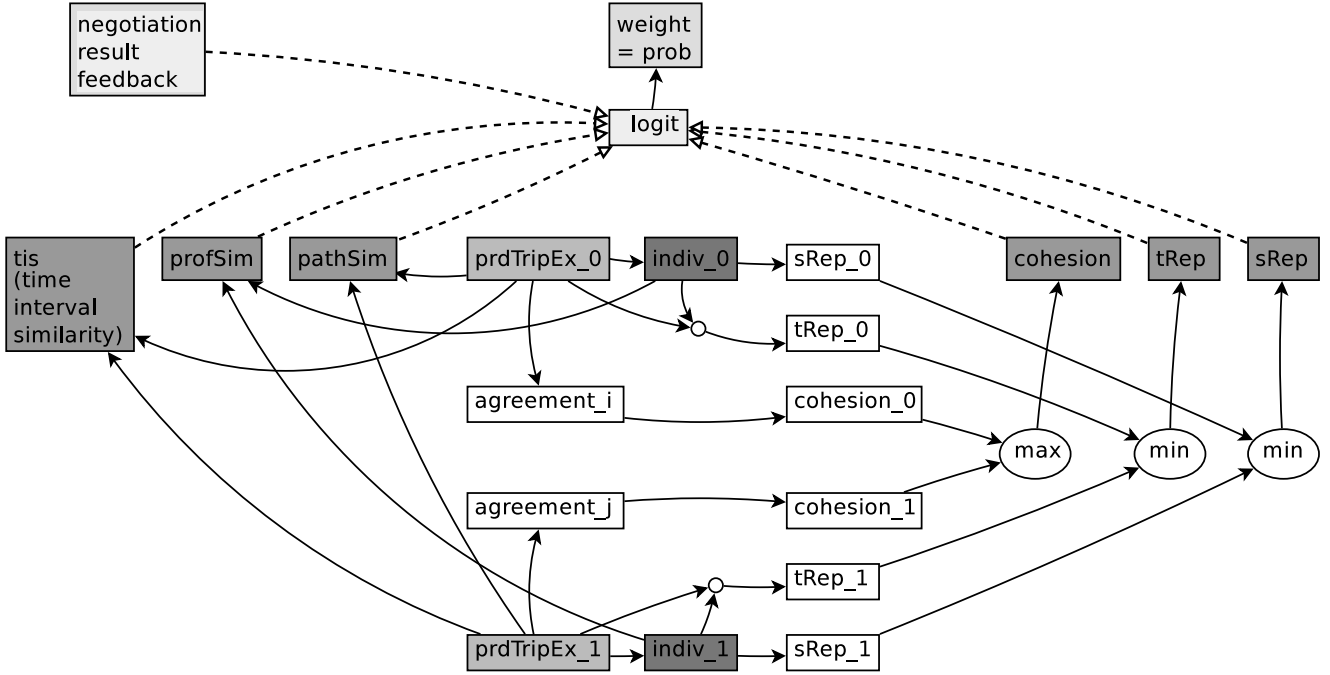 negotiation
result
feedback
weight
= prob
logit
tis
(time
interval
similarity)
profSim
pathSim
prdTripEx_0
indiv_0
sRep_0
cohesion
tRep
sRep
tRep_0
agreement_i
cohesion_0
max
min
min
agreement_j
cohesion_1
tRep_1
prdTripEx_1
indiv_1
sRep_1